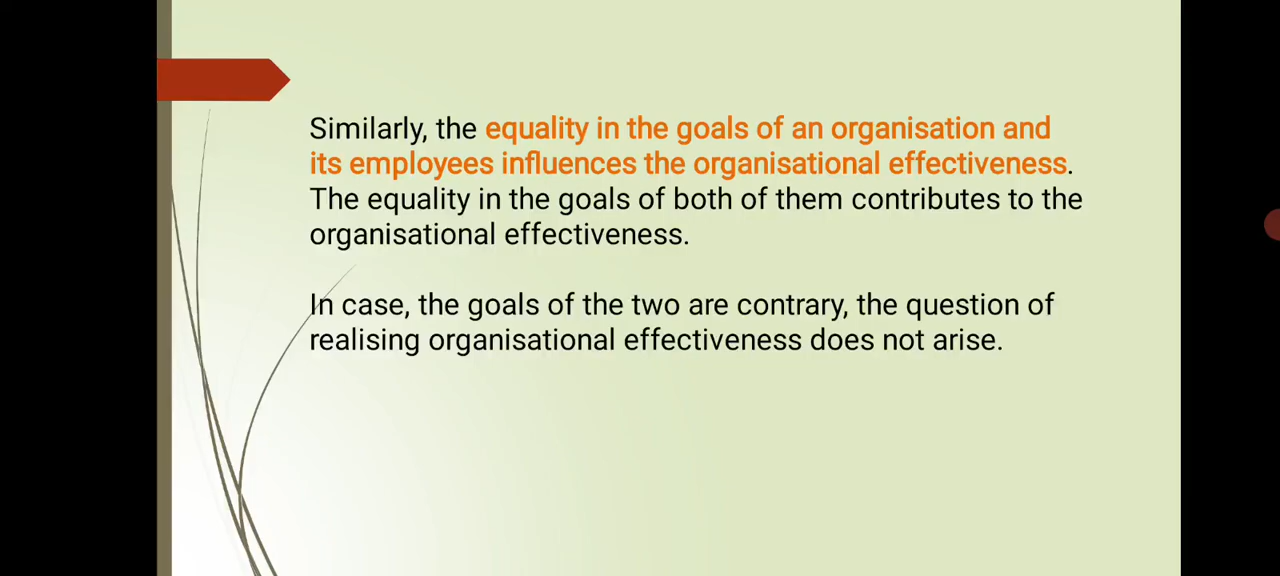 Similarly, the equality in the goals of an organisation and
its employees influences the organisational effectiveness.
The equality in the goals of both of them contributes to the
organisational effectiveness.
In case, the goals of the two are contrary, the question of
realising organisational effectiveness does not arise.